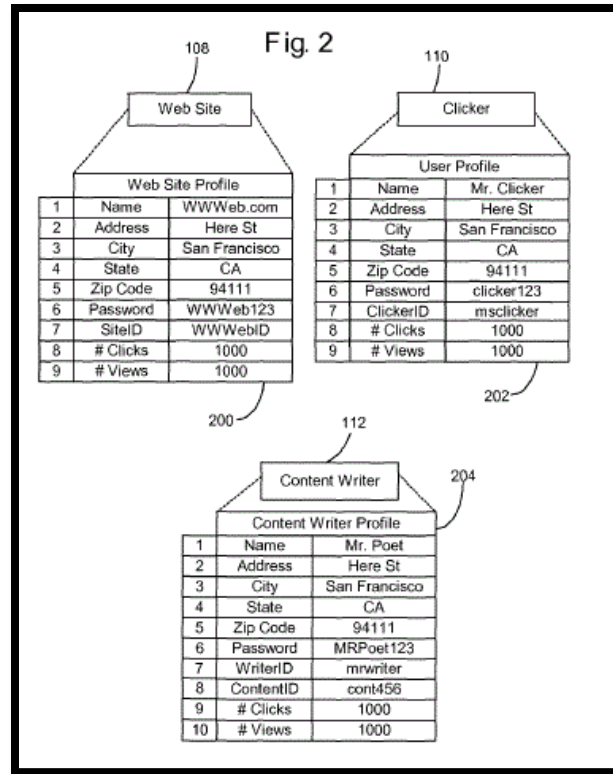 Fig. 2
108
Web Site
Web Site Profile
1 Name WWWeb.com
2 Address Here St
3 City San Francisco
4 State CA
5 Zip Code 94111
6 Password WWWeb123
7 SiteID WWWebID
8 # Clicks 1000
9 # Views 1000
200
110
Clicker
User Profile
1 Name Mr. Clicker
2 Address Here St
3 City San Francisco
4 State CA
5 Zip Code 94111
6 Password clicker123
7 ClickerID msclicker
8 # Clicks 1000
9 # Views 1000
202
112
Content Writer
204
Content Writer Profile
1 Name Mr. Poet
2 Address Here St
3 City San Francisco
4 State CA
5 Zip Code 94111
6 Password MRPoet123
7 WriterID mrwriter
8 ContentID cont456
9 # Clicks 1000
10 # Views 1000